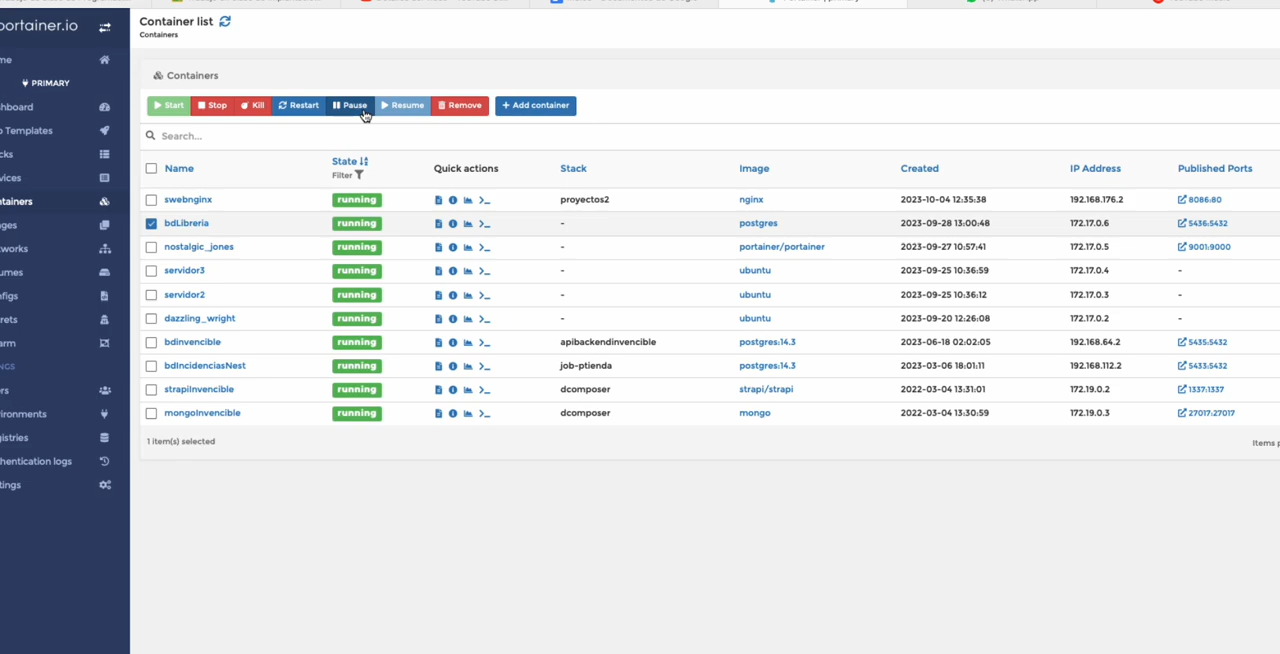 portainer.io
Container list
Containers
me
PRIMARY
shboard
p Templates
cks
vices
ntainers
ges
works
umes
nfigs
rets
arm
NGS
rs
vironments
gistries
hentication logs
tings
Containers
Start Stop Kill Restart Pause Resume Remove + Add container
Search...
Name State Filter Quick actions Stack Image Created IP Address Published Ports
swebnginx running proyectos2 nginx 2023-10-04 12:35:38 192.168.176.2 8086:80
bdLibreria running - postgres 2023-09-28 13:00:48 172.17.0.6 5436:5432
nostalgic_jones running - portainer/portainer 2023-09-27 10:57:41 172.17.0.5 9001:9000
servidor3 running - ubuntu 2023-09-25 10:36:59 172.17.0.4 -
servidor2 running - ubuntu 2023-09-25 10:36:12 172.17.0.3 -
dazzling_wright running - ubuntu 2023-09-20 12:26:08 172.17.0.2 -
bdinvencible running apibackendinvencible postgres:14.3 2023-06-18 02:02:05 192.168.64.2 5435:5432
bdIncidenciasNest running job-ptienda postgres:14.3 2023-03-06 18:01:11 192.168.112.2 5433:5432
strapiInvencible running dcomposer strapi/strapi 2022-03-04 13:31:01 172.19.0.2 1337:1337
mongoInvencible running dcomposer mongo 2022-03-04 13:30:59 172.19.0.3 27017:27017
1 item(s) selected
Items p